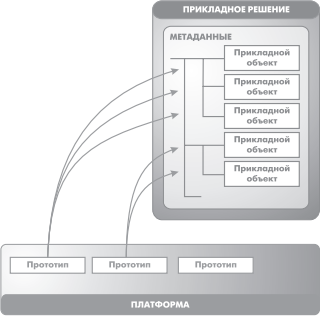 ПРИКЛАДНОЕ РЕШЕНИЕ
МЕТАДАННЫЕ
Прикладной
объект
Прикладной
объект
Прикладной
объект
Прикладной
объект
Прикладной
объект
Прототип
Прототип
Прототип
ПЛАТФОРМА